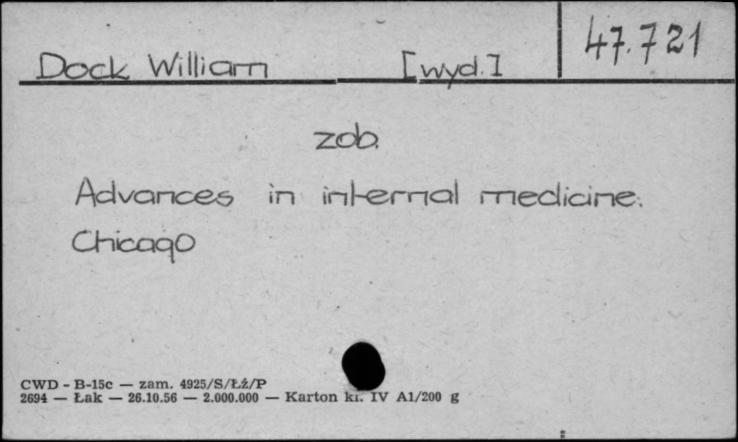 Dock William [wyd.] 47.721
zob.
Advances in internal medicine.
Chicago
CWD - B-15c — zam. 4925/S/Łż/P
2694 — Łak — 26.10.56 — 2.000.000 — Karton kl. IV A1/200 g